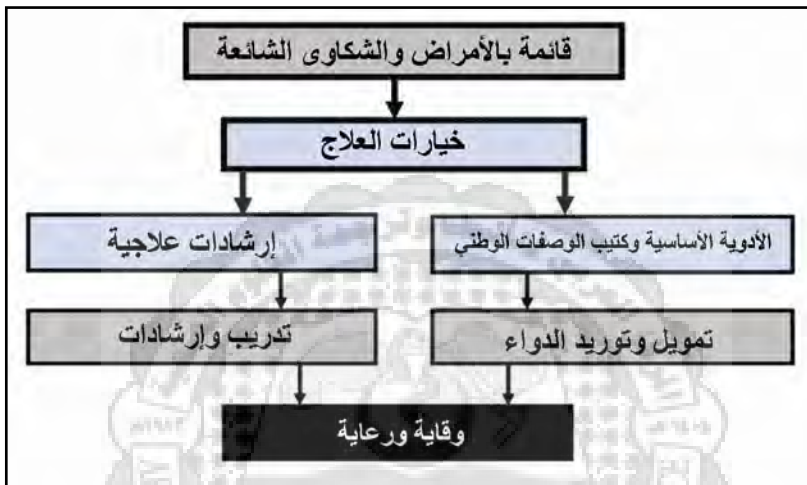 قائمة بالأمراض والشكاوى الشائعة
خيارات العلاج
الأدوية الأساسية وكتيب الوصفات الوطني
إرشادات علاجية
تمويل وتوريد الدواء
تدريب وإرشادات
وقاية ورعاية